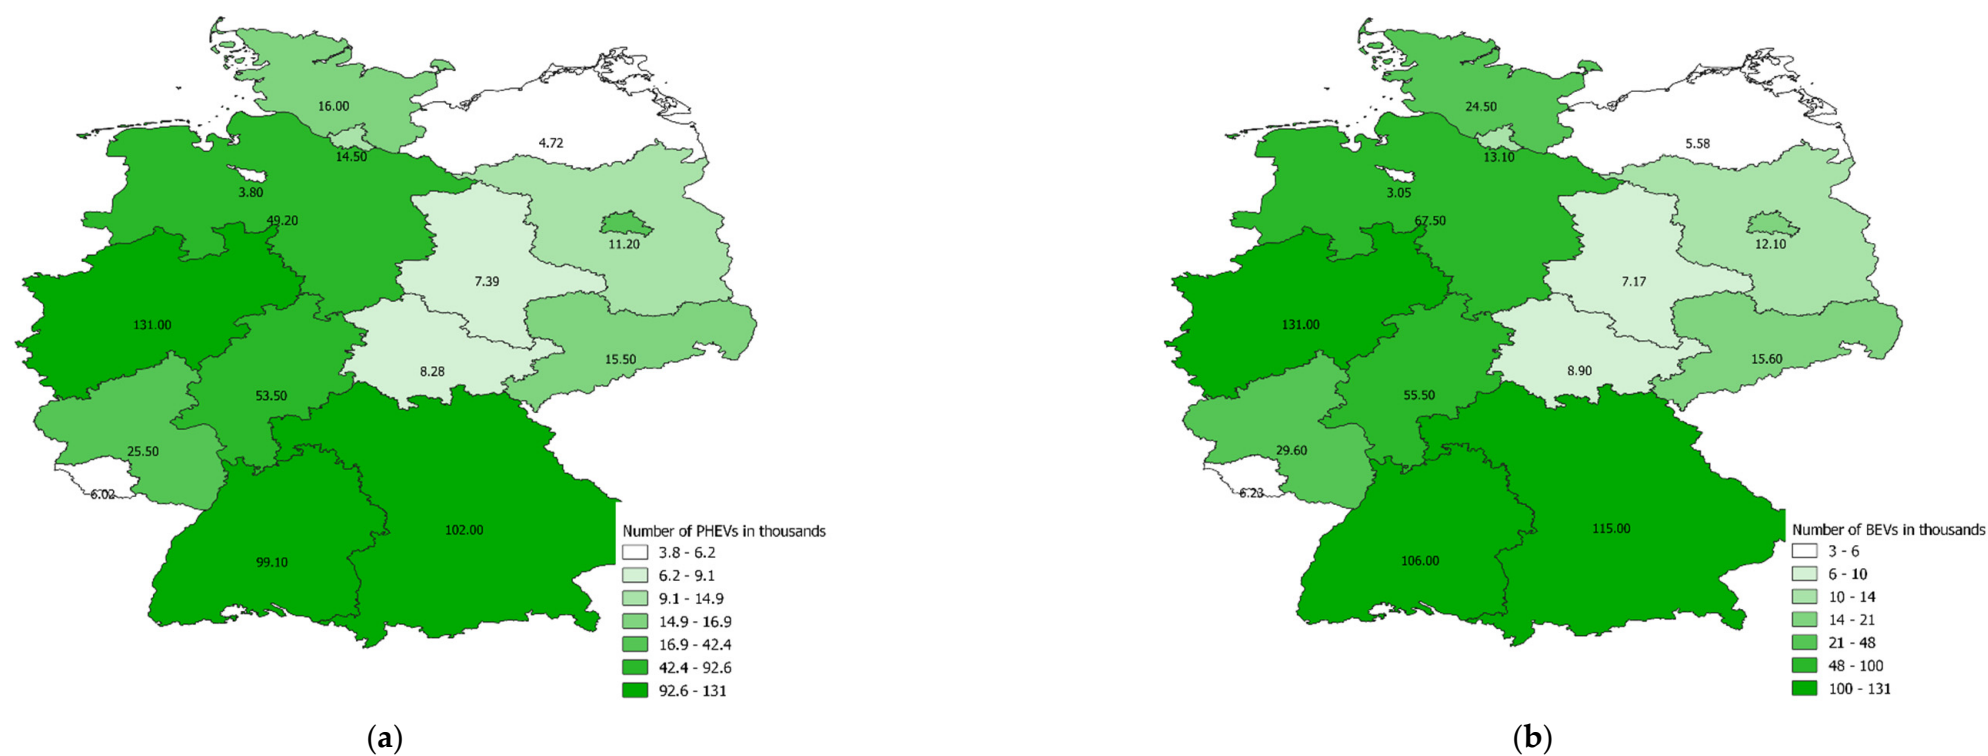 16.00
14.50
4.72
3.80
49.20
11.20
7.39
131.00
15.50
8.28
53.50
25.50
6.02
102.00
99.10
Number of PHEVs in thousands
3.8 - 6.2
6.2 - 9.1
9.1 - 14.9
14.9 - 16.9
16.9 - 42.4
42.4 - 92.6
92.6 - 131
(a)
24.50
13.10
5.58
3.05
67.50
12.10
7.17
131.00
15.60
8.90
55.50
29.60
6.23
115.00
106.00
Number of BEVs in thousands
3 - 6
6 - 10
10 - 14
14 - 21
21 - 48
48 - 100
100 - 131
(b)